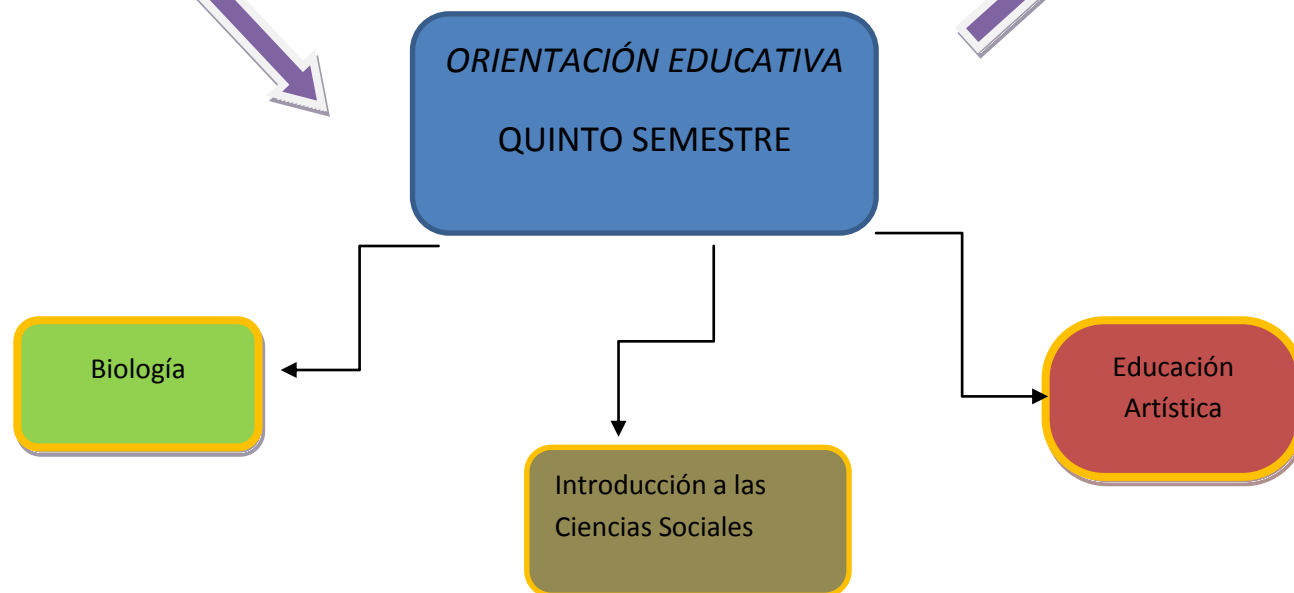 ORIENTACIÓN EDUCATIVA
QUINTO SEMESTRE
Biología
Educación
Artística
Introducción a las
Ciencias Sociales